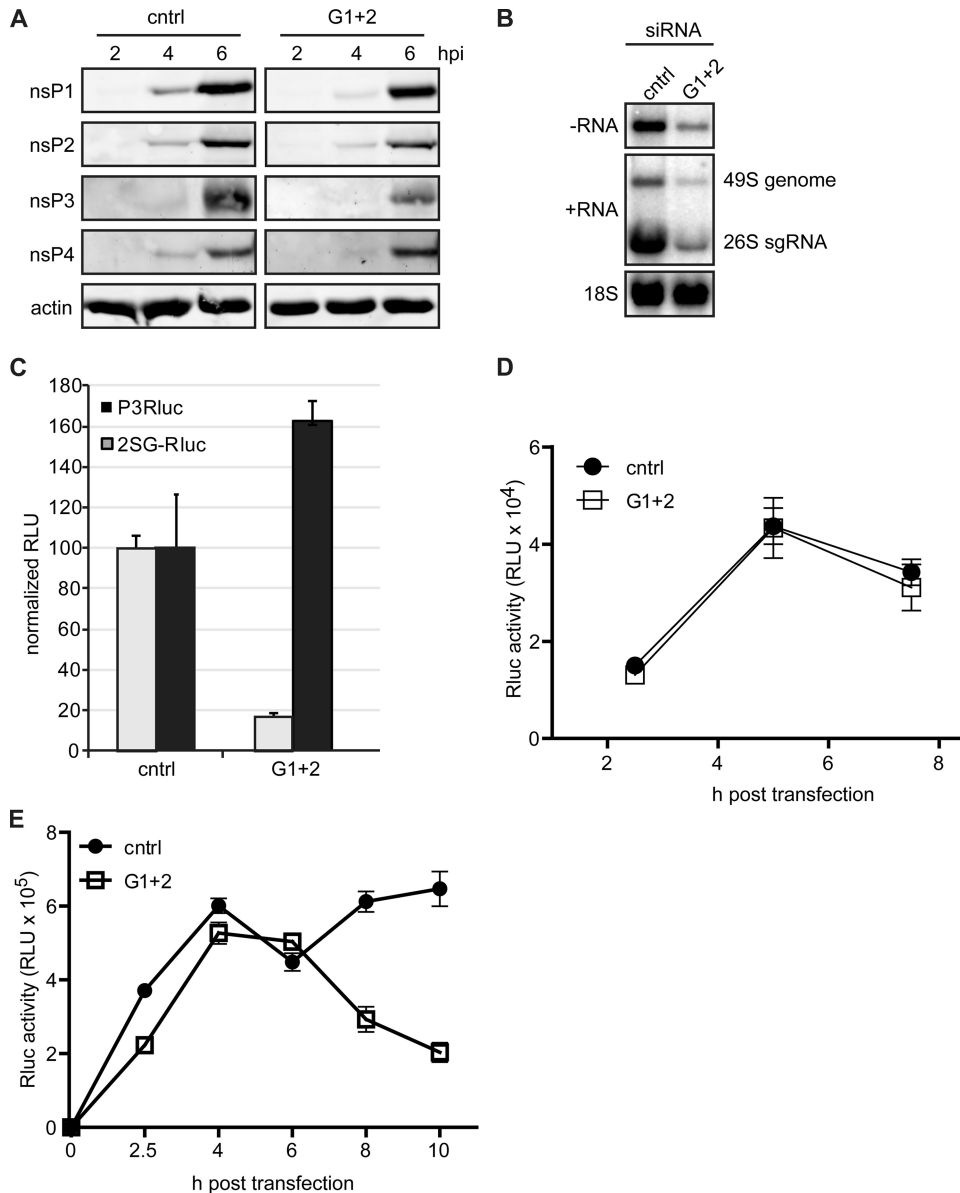 A
cntrl G1+2
2 4 6 2 4 6 hpi
nsP1
nsP2
nsP3
nsP4
actin
B
siRNA
cntrl G1+2
-RNA
49S genome
+RNA
26S sgRNA
18S
C
normalized RLU
180
160
140
120
100
80
60
40
20
0
P3Rluc
2SG-Rluc
cntrl G1+2
D
Rluc activity (RLU x 10⁴)
6
4
2
0
cntrl
G1+2
2 4 6 8
h post transfection
E
Rluc activity (RLU x 10⁵)
8
6
4
2
0
cntrl
G1+2
0 2.5 4 6 8 10
h post transfection